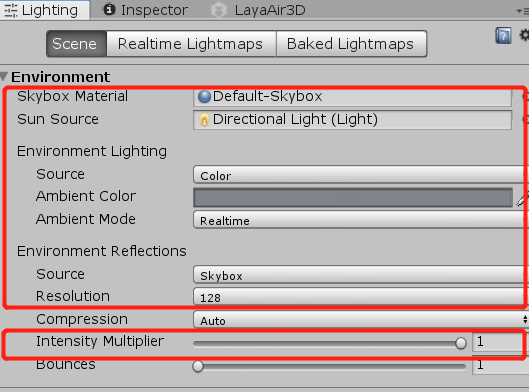 Lighting Inspector LayaAir3D
Scene Realtime Lightmaps Baked Lightmaps
Environment
Skybox Material Default-Skybox
Sun Source Directional Light (Light)
Environment Lighting
Source Color
Ambient Color
Ambient Mode Realtime
Environment Reflections
Source Skybox
Resolution 128
Compression Auto
Intensity Multiplier 1
Bounces 1